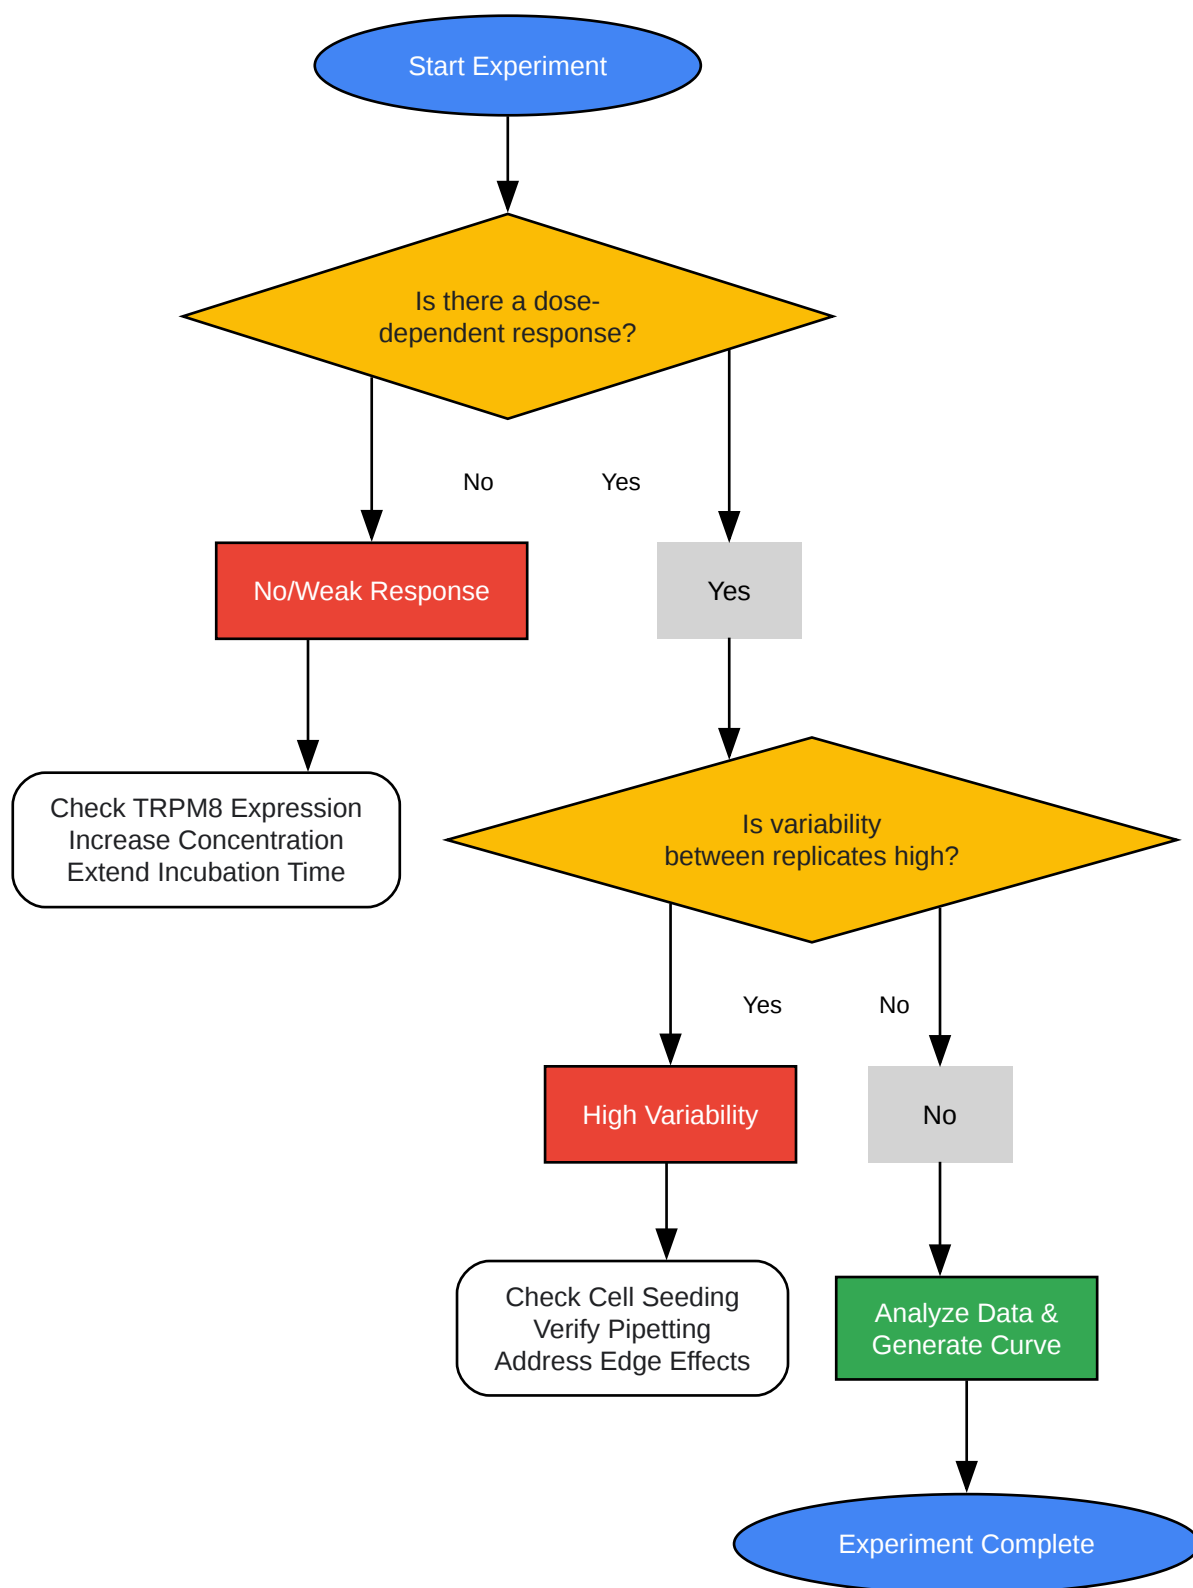 Start Experiment
Is there a dose-
dependent response?
No
Yes
No/Weak Response
Yes
Check TRPM8 Expression
Increase Concentration
Extend Incubation Time
Is variability
between replicates high?
Yes
No
High Variability
No
Check Cell Seeding
Verify Pipetting
Address Edge Effects
Analyze Data &
Generate Curve
Experiment Complete